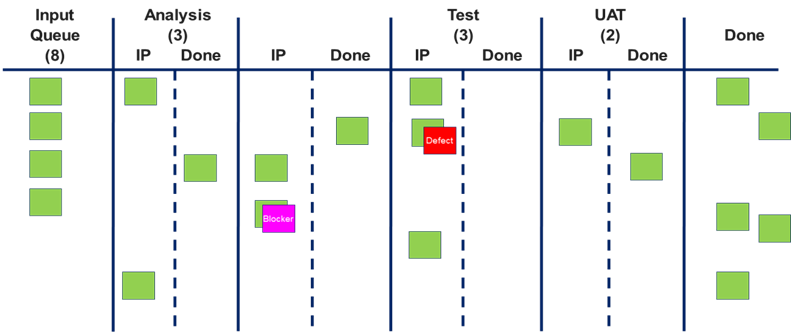 Input
Queue
(8)
Analysis
(3)
IP
Done
IP
Done
Test
(3)
IP
Done
UAT
(2)
IP
Done
Done
Defect
Blocker